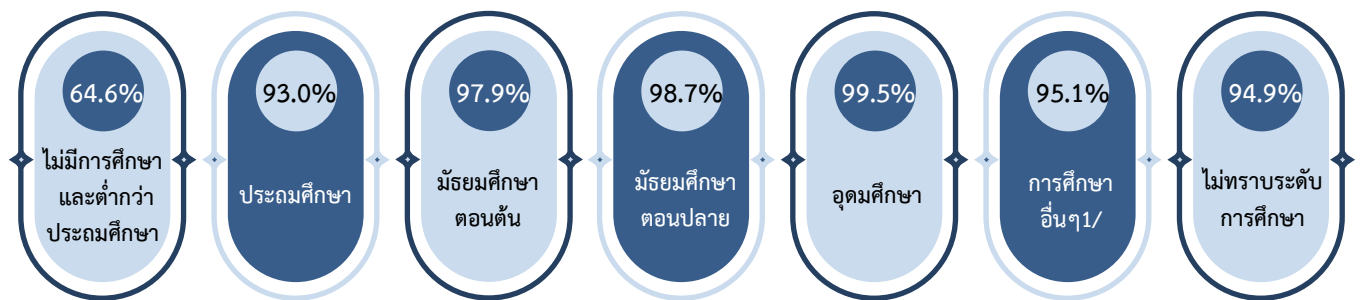 64.6%
ไม่มีการศึกษา
และต่ำกว่า
ประถมศึกษา
93.0%
ประถมศึกษา
97.9%
มัธยมศึกษา
ตอนต้น
98.7%
มัธยมศึกษา
ตอนปลาย
99.5%
อุดมศึกษา
95.1%
การศึกษา
อื่นๆ1/
94.9%
ไม่ทราบระดับ
การศึกษา